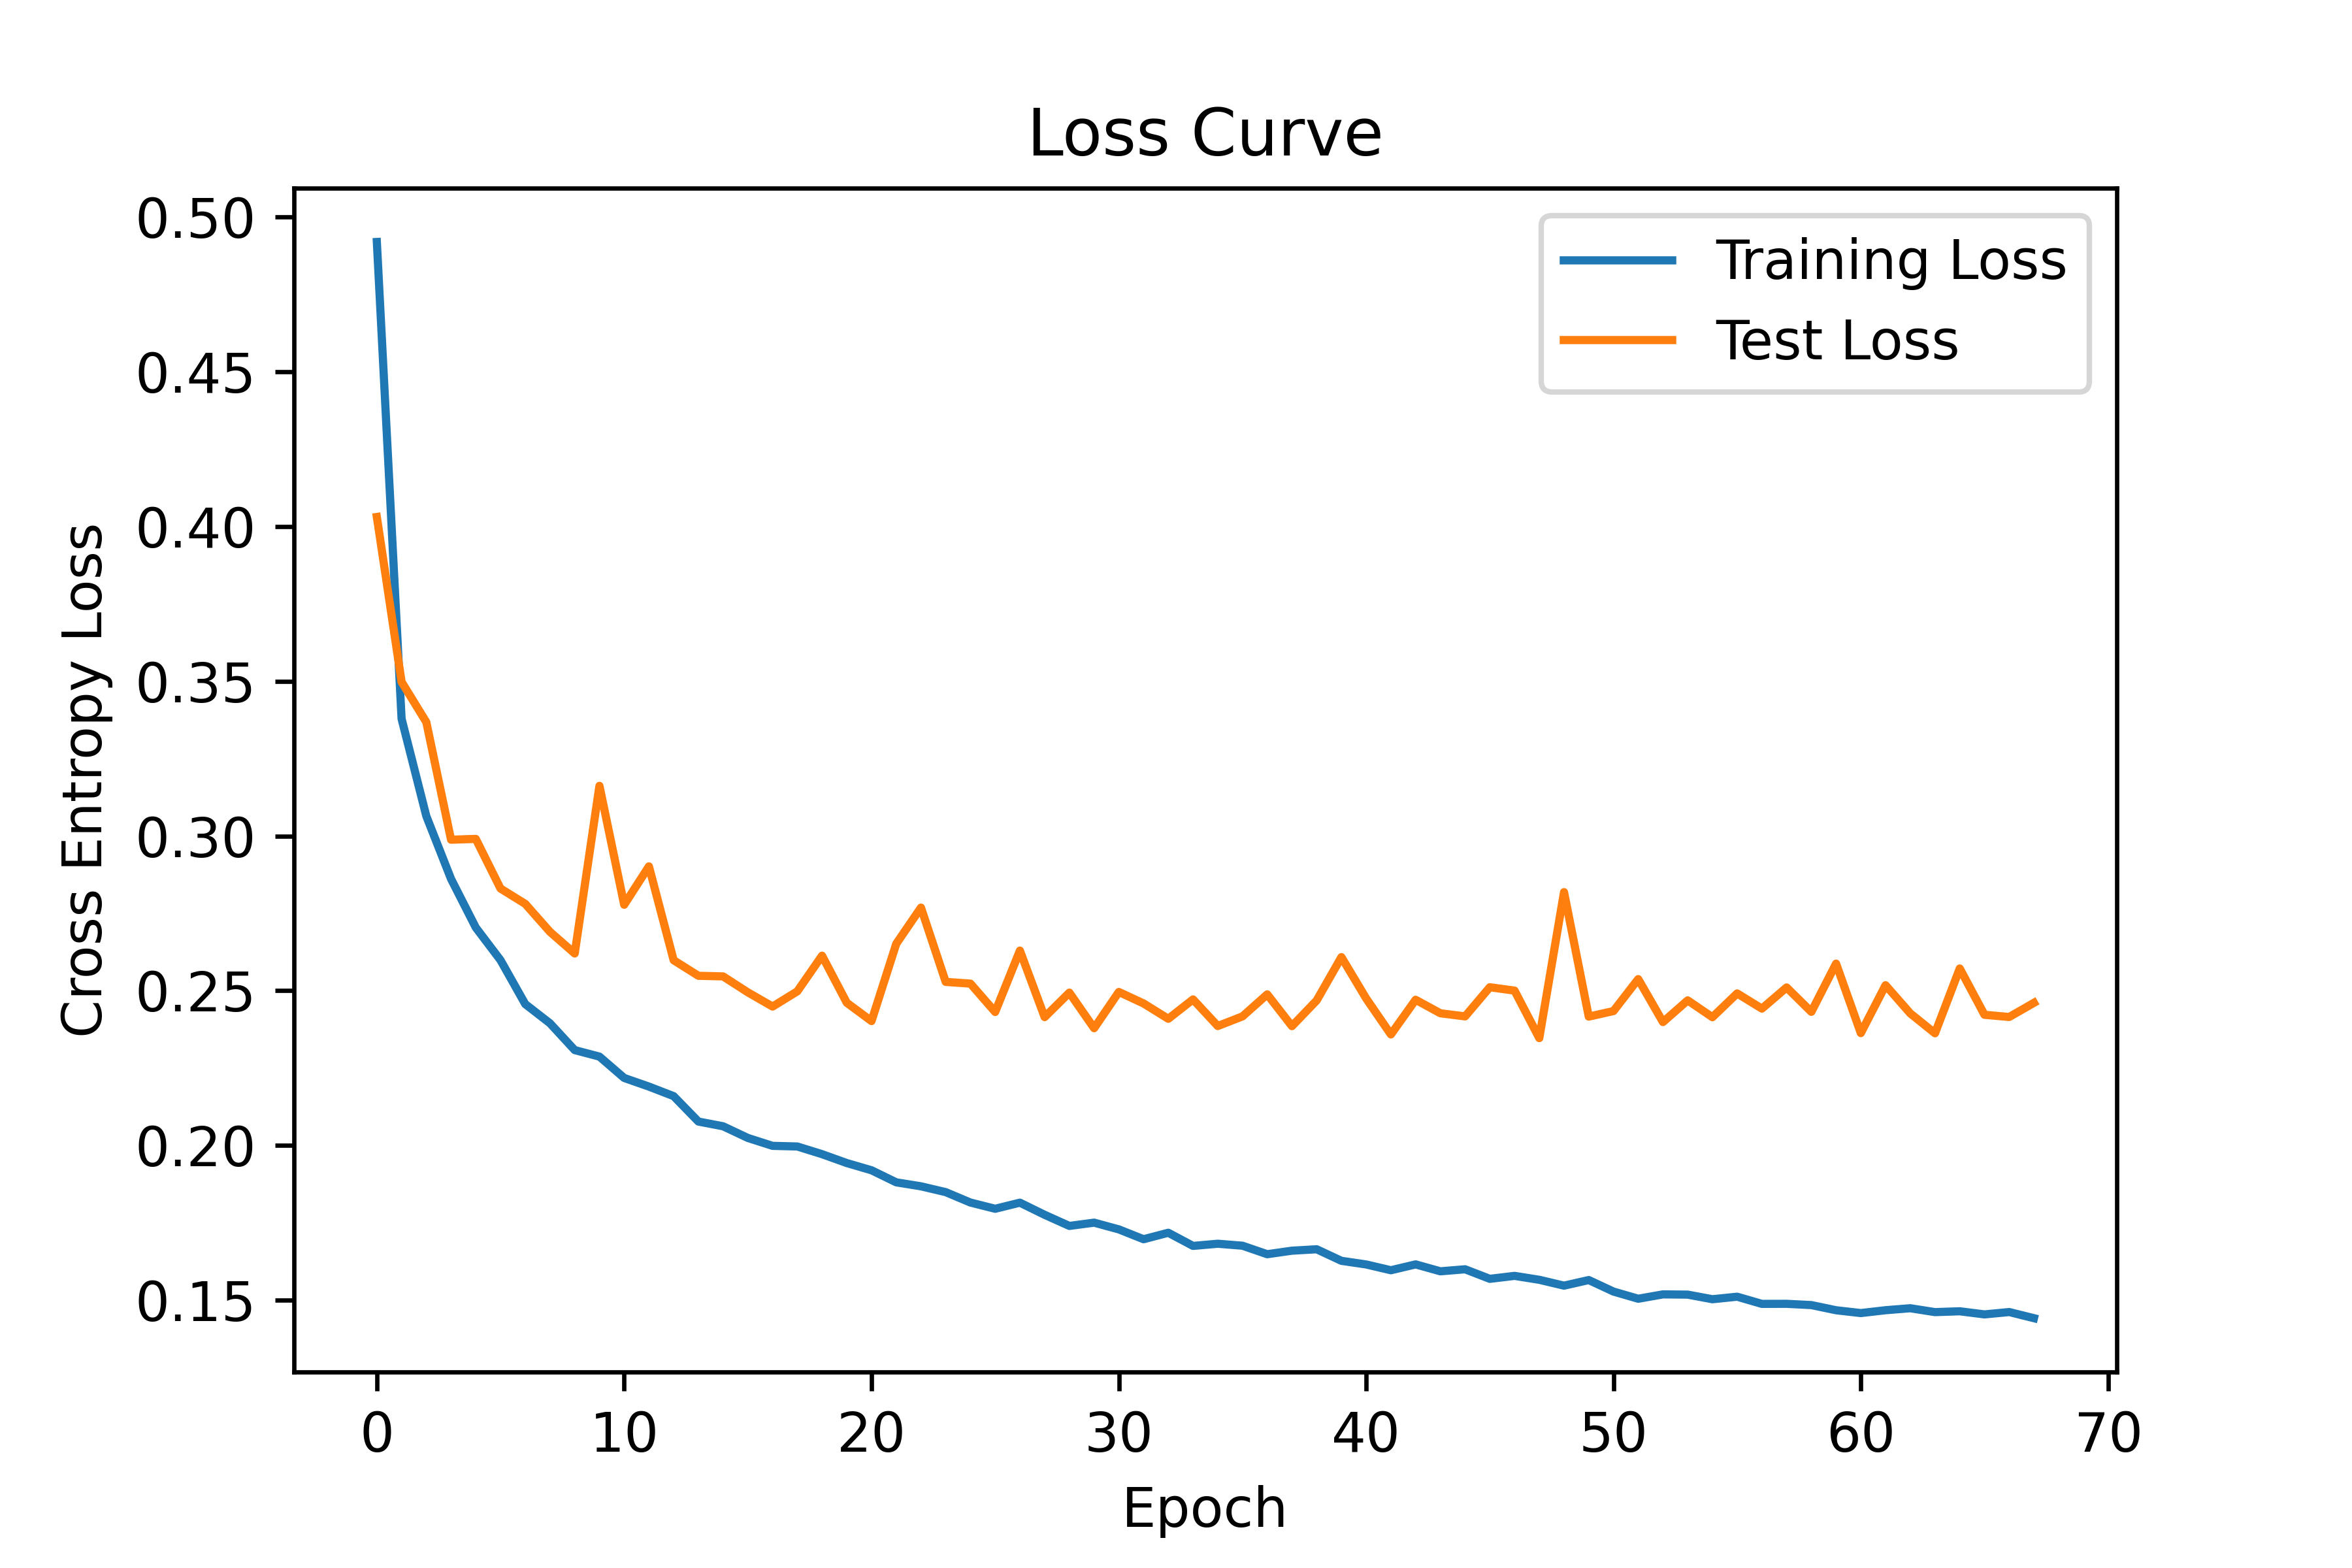 Loss Curve
Training Loss
Test Loss
Cross Entropy Loss
0.50
0.45
0.40
0.35
0.30
0.25
0.20
0.15
0 10 20 30 40 50 60 70
Epoch